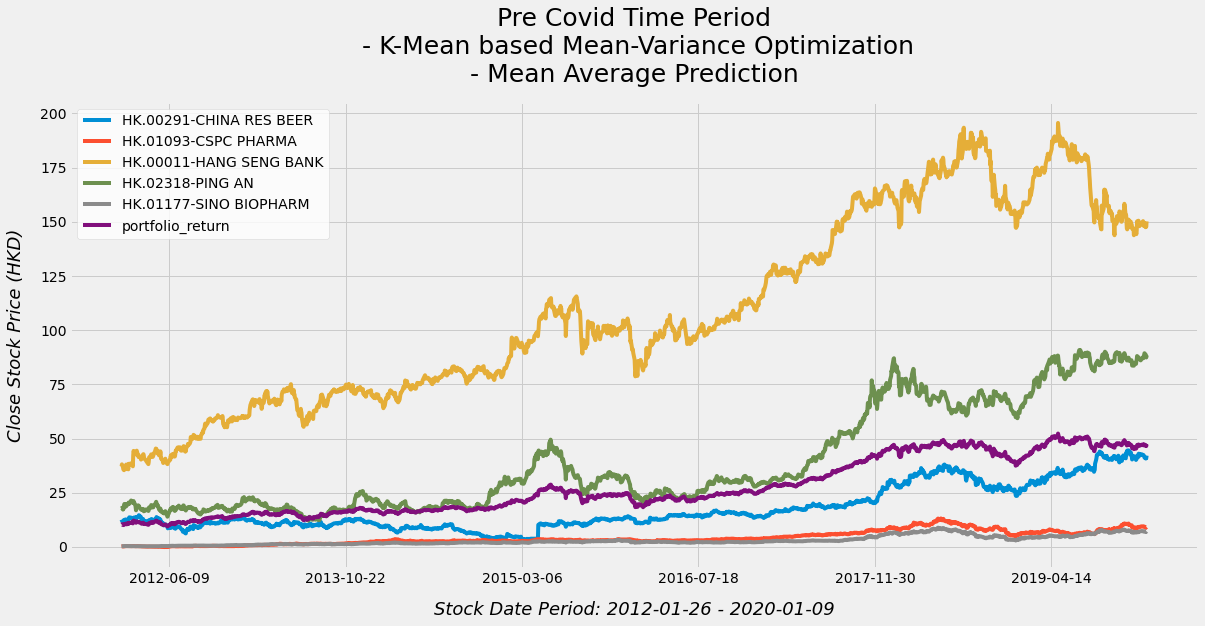 Pre Covid Time Period
- K-Mean based Mean-Variance Optimization
- Mean Average Prediction
HK.00291-CHINA RES BEER
HK.01093-CSPC PHARMA
HK.00011-HANG SENG BANK
HK.02318-PING AN
HK.01177-SINO BIOPHARM
portfolio_return
Close Stock Price (HKD)
200
175
150
125
100
75
50
25
0
2012-06-09 2013-10-22 2015-03-06 2016-07-18 2017-11-30 2019-04-14
Stock Date Period: 2012-01-26 - 2020-01-09